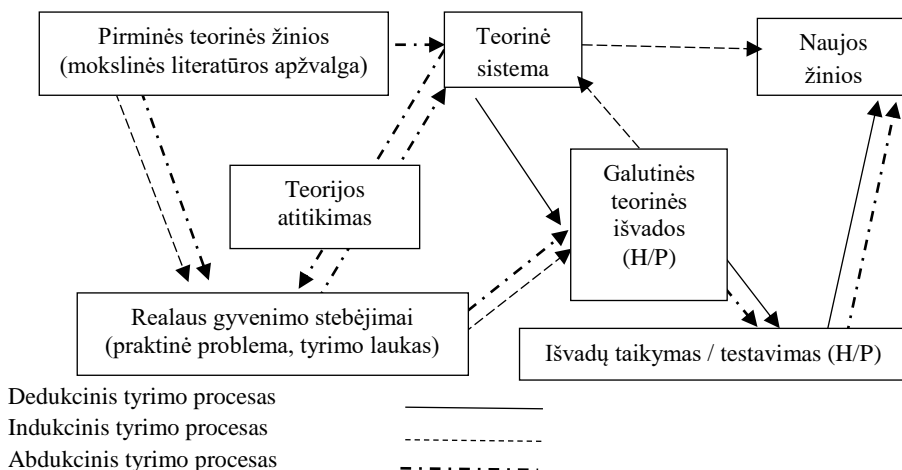 Pirminės teorinės žinios
(mokslinės literatūros apžvalga)
Teorinė
sistema
Naujos
žinios
Teorijos
atitikimas
Galutinės
teorinės
išvados
(H/P)
Realaus gyvenimo stebėjimai
(praktinė problema, tyrimo laukas)
Išvadų taikymas / testavimas (H/P)
Dedukcinis tyrimo procesas
Indukcinis tyrimo procesas
Abdukcinis tyrimo procesas